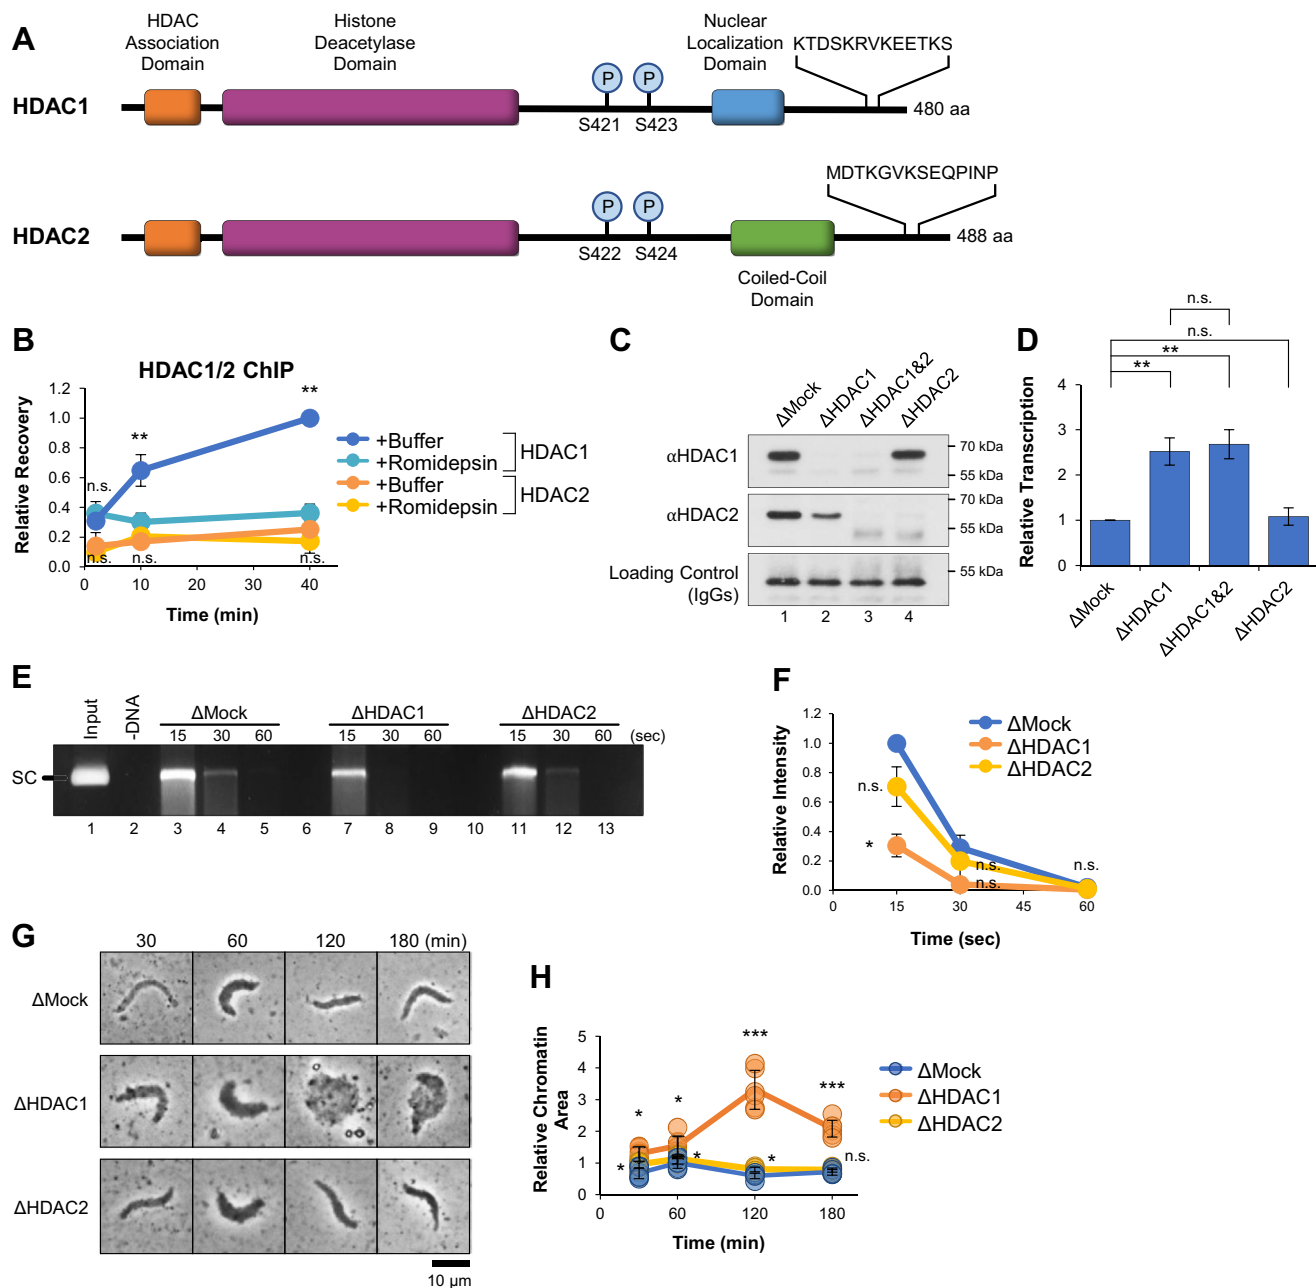 A
HDAC
Association
Domain
Histone
Deacetylase
Domain
Nuclear
Localization
Domain
KTDSKRVKEETKS
HDAC1
P
P
S421
S423
480 aa
MDTKGVKSEQPINP
HDAC2
P
P
S422
S424
488 aa
Coiled-Coil
Domain
B
HDAC1/2 ChIP
Relative Recovery
1.2
1.0
0.8
0.6
0.4
0.2
0.0
n.s.
**
**
n.s.
n.s.
n.s.
0
10
20
30
40
Time (min)
+Buffer
+Romidepsin
HDAC1
+Buffer
+Romidepsin
HDAC2
C
ΔMock
ΔHDAC1
ΔHDAC1&2
ΔHDAC2
αHDAC1
70 kDa
55 kDa
αHDAC2
70 kDa
55 kDa
Loading Control
(IgGs)
55 kDa
1 2 3 4
D
n.s.
n.s.
**
**
Relative Transcription
4
3
2
1
0
ΔMock
ΔHDAC1
ΔHDAC1&2
ΔHDAC2
E
Input
-DNA
ΔMock
ΔHDAC1
ΔHDAC2
15 30 60 15 30 60 15 30 60 (sec)
SC
1 2 3 4 5 6 7 8 9 10 11 12 13
F
Relative Intensity
1.2
1.0
0.8
0.6
0.4
0.2
0.0
n.s.
*
n.s.
n.s.
n.s.
0 15 30 45 60
Time (sec)
ΔMock
ΔHDAC1
ΔHDAC2
G
30 60 120 180 (min)
ΔMock
ΔHDAC1
ΔHDAC2
10 µm
H
Relative Chromatin
Area
5
4
3
2
1
0
*
*
***
***
*
*
*
n.s.
0 60 120 180
Time (min)
ΔMock
ΔHDAC1
ΔHDAC2